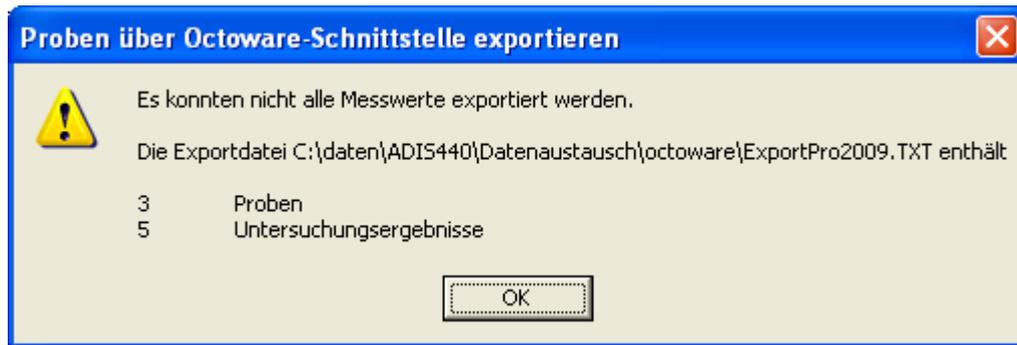 Proben über Octoware-Schnittstelle exportieren
Es konnten nicht alle Messwerte exportiert werden.
Die Exportdatei C:\daten\ADIS440\Datenaustausch\octoware\ExportPro2009.TXT enthält
3 Proben
5 Untersuchungsergebnisse
OK